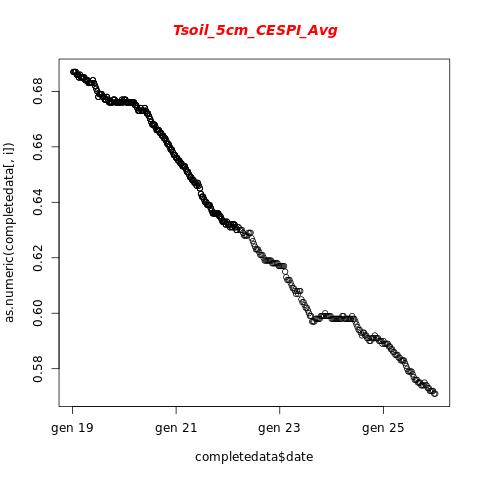 Tsoil_5cm_CESPI_Avg
as.numeric(completedata[, i])
0.68
0.66
0.64
0.62
0.60
0.58
gen 19 gen 21 gen 23 gen 25
completedata$date